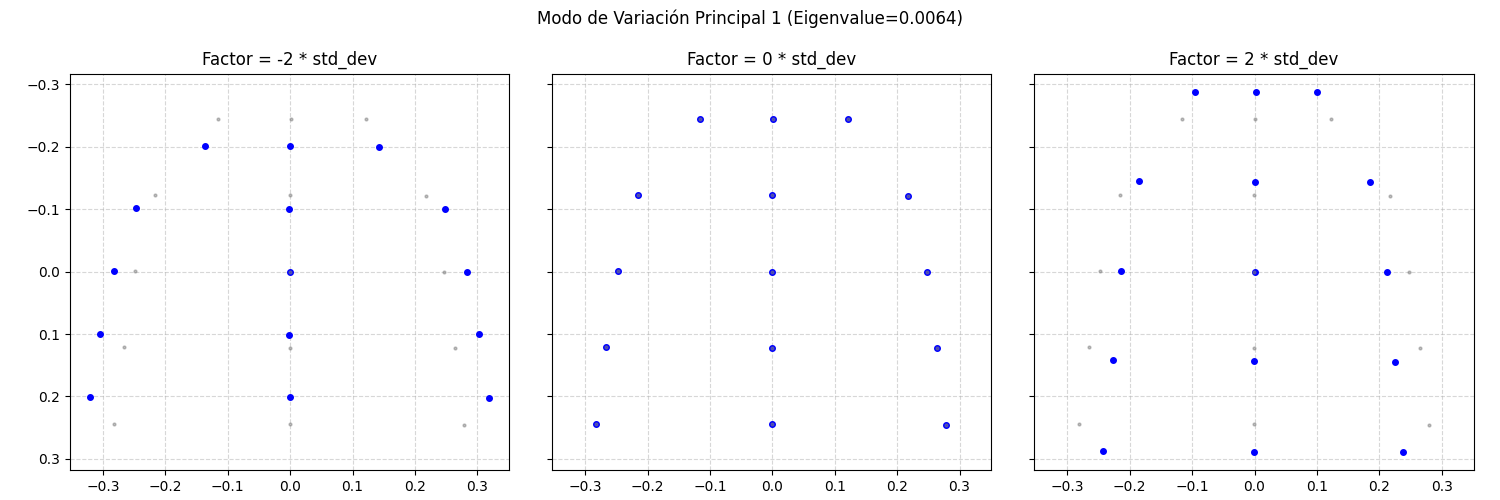 Modo de Variación Principal 1 (Eigenvalue=0.0064)
Factor = -2 * std_dev
Factor = 0 * std_dev
Factor = 2 * std_dev
−0.3
−0.2
−0.1
0.0
0.1
0.2
0.3
−0.3 −0.2 −0.1 0.0 0.1 0.2 0.3
−0.3 −0.2 −0.1 0.0 0.1 0.2 0.3
−0.3 −0.2 −0.1 0.0 0.1 0.2 0.3